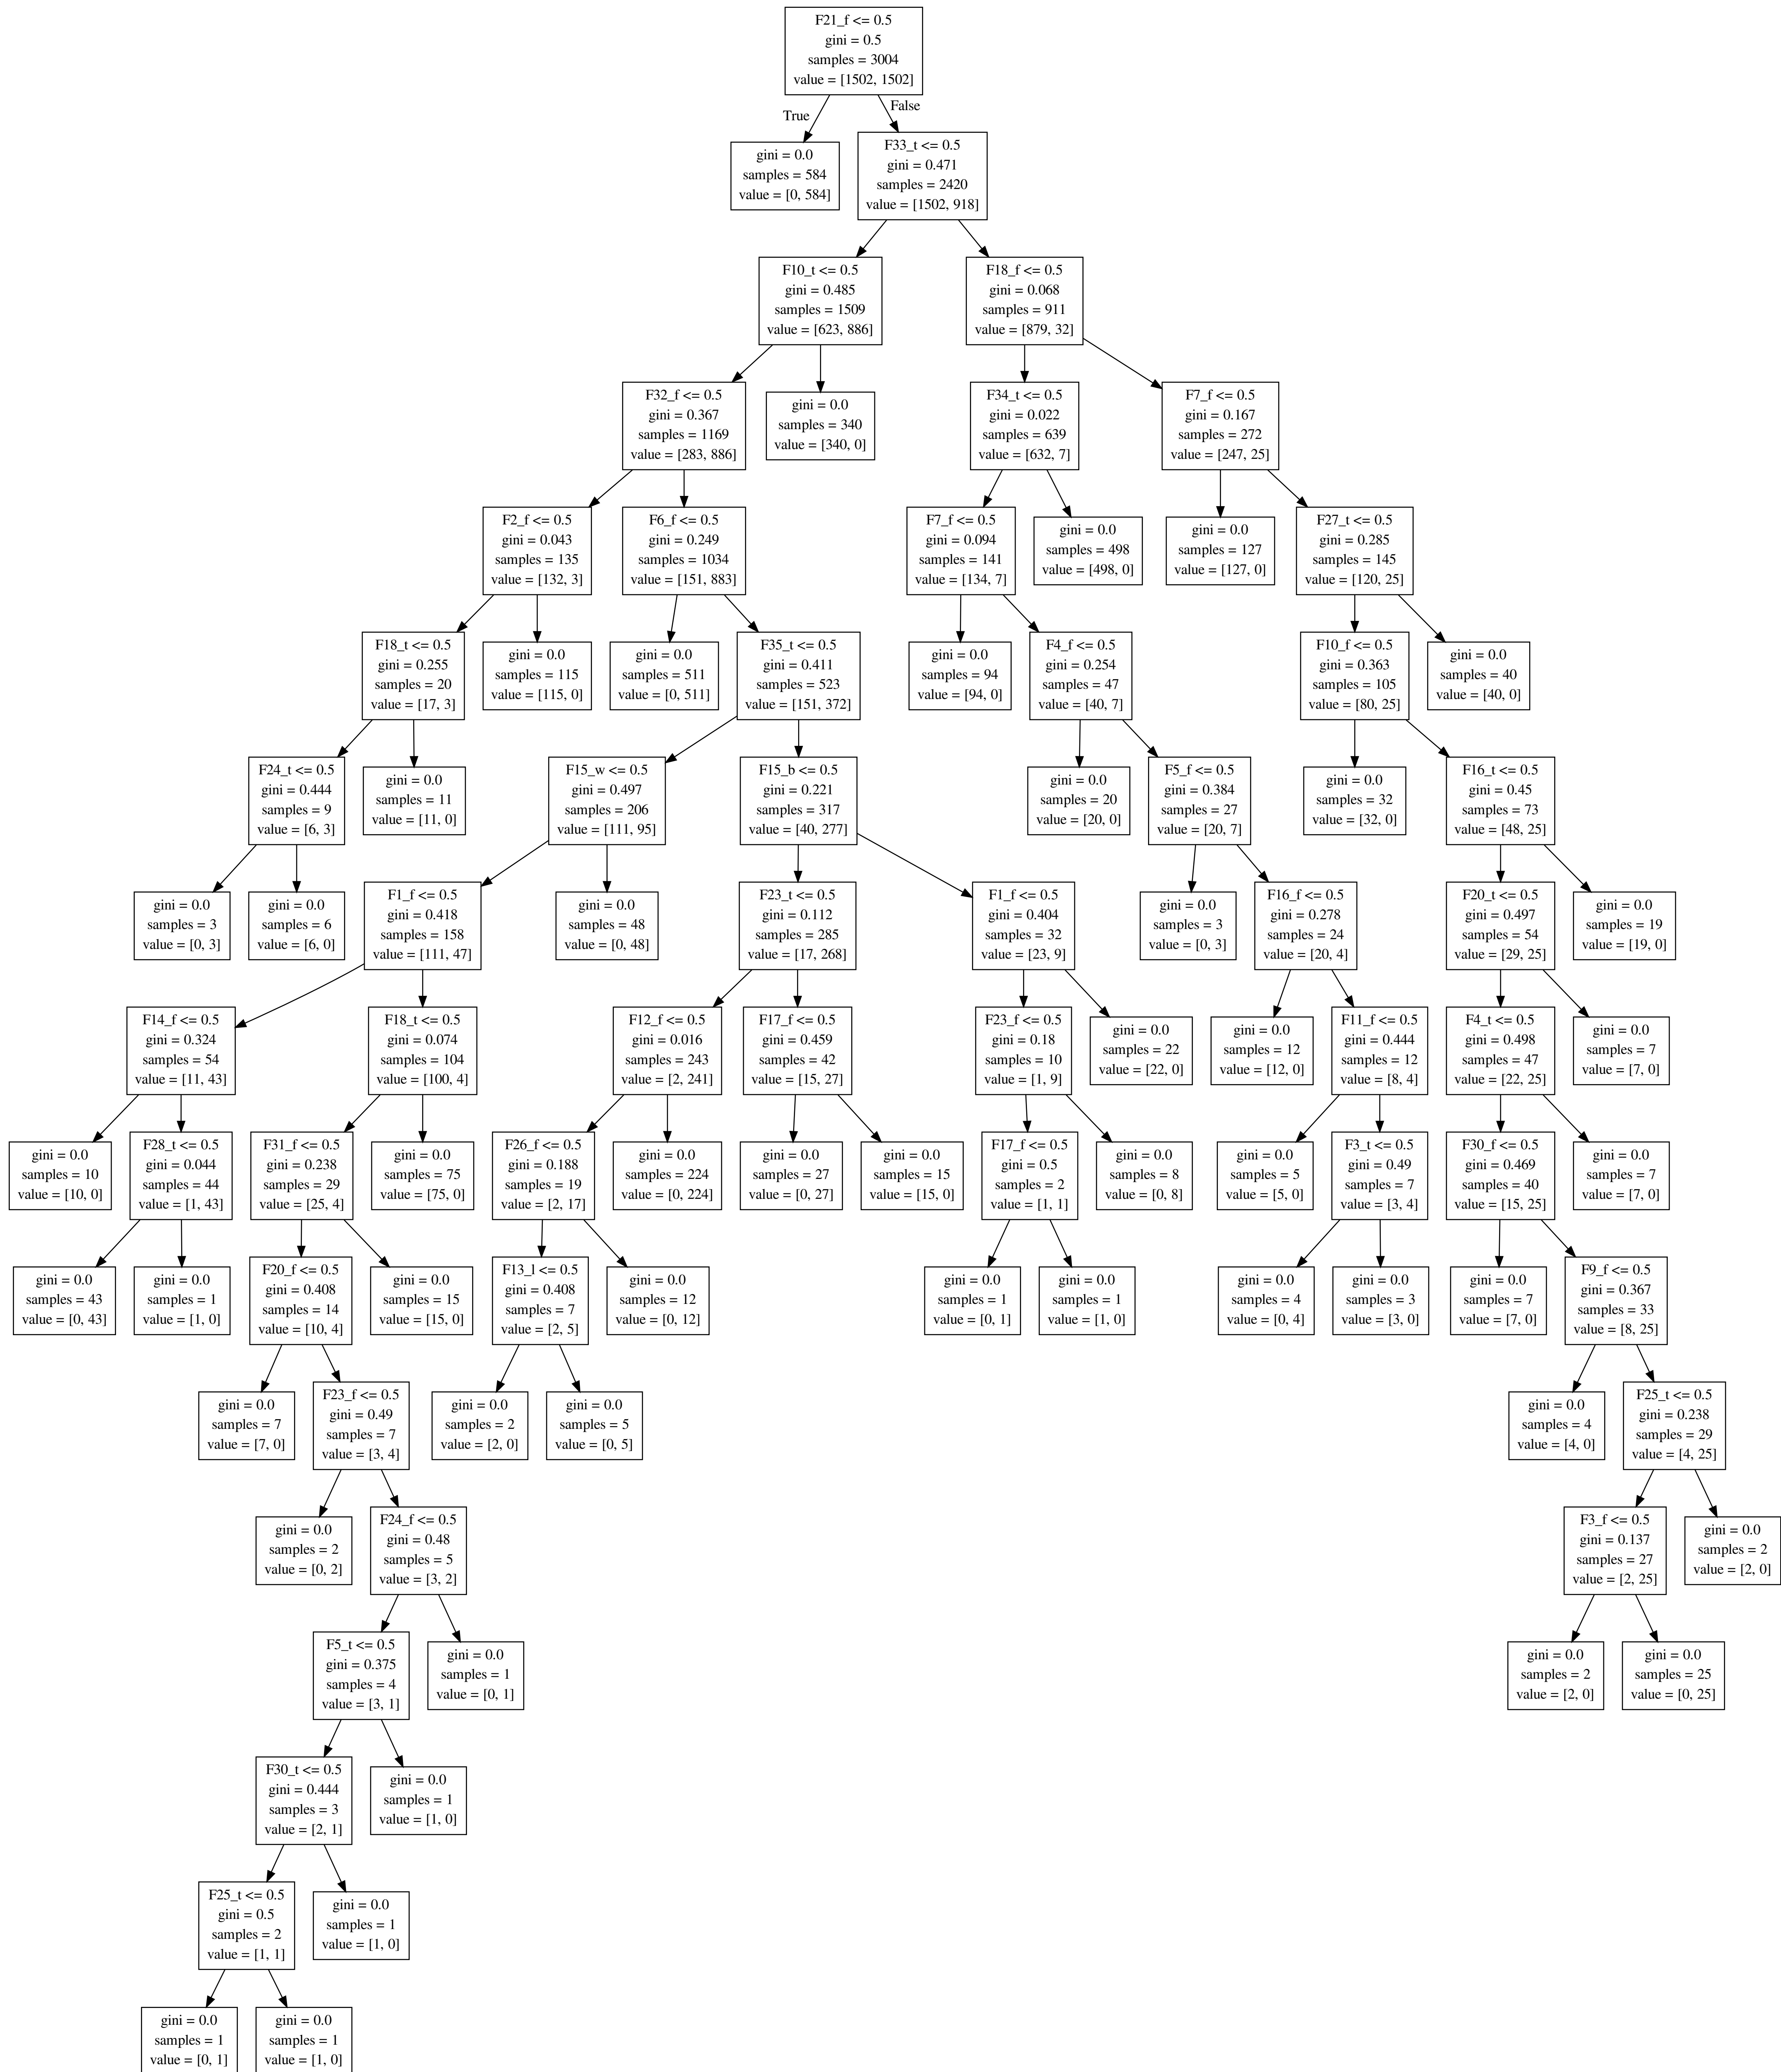 F21_f <= 0.5
gini = 0.5
samples = 3004
value = [1502, 1502]
True
False
gini = 0.0
samples = 584
value = [0, 584]
F33_t <= 0.5
gini = 0.471
samples = 2420
value = [1502, 918]
F10_t <= 0.5
gini = 0.485
samples = 1509
value = [623, 886]
F18_f <= 0.5
gini = 0.068
samples = 911
value = [879, 32]
F32_f <= 0.5
gini = 0.367
samples = 1169
value = [283, 886]
gini = 0.0
samples = 340
value = [340, 0]
F34_t <= 0.5
gini = 0.022
samples = 639
value = [632, 7]
F7_f <= 0.5
gini = 0.167
samples = 272
value = [247, 25]
F2_f <= 0.5
gini = 0.043
samples = 135
value = [132, 3]
F6_f <= 0.5
gini = 0.249
samples = 1034
value = [151, 883]
F7_f <= 0.5
gini = 0.094
samples = 141
value = [134, 7]
gini = 0.0
samples = 498
value = [498, 0]
gini = 0.0
samples = 127
value = [127, 0]
F27_t <= 0.5
gini = 0.285
samples = 145
value = [120, 25]
F18_t <= 0.5
gini = 0.255
samples = 20
value = [17, 3]
gini = 0.0
samples = 115
value = [115, 0]
gini = 0.0
samples = 511
value = [0, 511]
F35_t <= 0.5
gini = 0.411
samples = 523
value = [151, 372]
gini = 0.0
samples = 94
value = [94, 0]
F4_f <= 0.5
gini = 0.254
samples = 47
value = [40, 7]
F10_f <= 0.5
gini = 0.363
samples = 105
value = [80, 25]
gini = 0.0
samples = 40
value = [40, 0]
F24_t <= 0.5
gini = 0.444
samples = 9
value = [6, 3]
gini = 0.0
samples = 11
value = [11, 0]
F15_w <= 0.5
gini = 0.497
samples = 206
value = [111, 95]
F15_b <= 0.5
gini = 0.221
samples = 317
value = [40, 277]
gini = 0.0
samples = 20
value = [20, 0]
F5_f <= 0.5
gini = 0.384
samples = 27
value = [20, 7]
gini = 0.0
samples = 32
value = [32, 0]
F16_t <= 0.5
gini = 0.45
samples = 73
value = [48, 25]
gini = 0.0
samples = 3
value = [0, 3]
gini = 0.0
samples = 6
value = [6, 0]
F1_f <= 0.5
gini = 0.418
samples = 158
value = [111, 47]
gini = 0.0
samples = 48
value = [0, 48]
F23_t <= 0.5
gini = 0.112
samples = 285
value = [17, 268]
F1_f <= 0.5
gini = 0.404
samples = 32
value = [23, 9]
gini = 0.0
samples = 3
value = [0, 3]
F16_f <= 0.5
gini = 0.278
samples = 24
value = [20, 4]
F20_t <= 0.5
gini = 0.497
samples = 54
value = [29, 25]
gini = 0.0
samples = 19
value = [19, 0]
F14_f <= 0.5
gini = 0.324
samples = 54
value = [11, 43]
F18_t <= 0.5
gini = 0.074
samples = 104
value = [100, 4]
F12_f <= 0.5
gini = 0.016
samples = 243
value = [2, 241]
F17_f <= 0.5
gini = 0.459
samples = 42
value = [15, 27]
F23_f <= 0.5
gini = 0.18
samples = 10
value = [1, 9]
gini = 0.0
samples = 22
value = [22, 0]
gini = 0.0
samples = 12
value = [12, 0]
F11_f <= 0.5
gini = 0.444
samples = 12
value = [8, 4]
F4_t <= 0.5
gini = 0.498
samples = 47
value = [22, 25]
gini = 0.0
samples = 7
value = [7, 0]
gini = 0.0
samples = 10
value = [10, 0]
F28_t <= 0.5
gini = 0.044
samples = 44
value = [1, 43]
F31_f <= 0.5
gini = 0.238
samples = 29
value = [25, 4]
gini = 0.0
samples = 75
value = [75, 0]
F26_f <= 0.5
gini = 0.188
samples = 19
value = [2, 17]
gini = 0.0
samples = 224
value = [0, 224]
gini = 0.0
samples = 27
value = [0, 27]
gini = 0.0
samples = 15
value = [15, 0]
F17_f <= 0.5
gini = 0.5
samples = 2
value = [1, 1]
gini = 0.0
samples = 8
value = [0, 8]
gini = 0.0
samples = 5
value = [5, 0]
F3_t <= 0.5
gini = 0.49
samples = 7
value = [3, 4]
F30_f <= 0.5
gini = 0.469
samples = 40
value = [15, 25]
gini = 0.0
samples = 7
value = [7, 0]
gini = 0.0
samples = 43
value = [0, 43]
gini = 0.0
samples = 1
value = [1, 0]
F20_f <= 0.5
gini = 0.408
samples = 14
value = [10, 4]
gini = 0.0
samples = 15
value = [15, 0]
F13_l <= 0.5
gini = 0.408
samples = 7
value = [2, 5]
gini = 0.0
samples = 12
value = [0, 12]
gini = 0.0
samples = 1
value = [0, 1]
gini = 0.0
samples = 1
value = [1, 0]
gini = 0.0
samples = 4
value = [0, 4]
gini = 0.0
samples = 3
value = [3, 0]
gini = 0.0
samples = 7
value = [7, 0]
F9_f <= 0.5
gini = 0.367
samples = 33
value = [8, 25]
gini = 0.0
samples = 7
value = [7, 0]
F23_f <= 0.5
gini = 0.49
samples = 7
value = [3, 4]
gini = 0.0
samples = 2
value = [2, 0]
gini = 0.0
samples = 5
value = [0, 5]
gini = 0.0
samples = 4
value = [4, 0]
F25_t <= 0.5
gini = 0.238
samples = 29
value = [4, 25]
gini = 0.0
samples = 2
value = [0, 2]
F24_f <= 0.5
gini = 0.48
samples = 5
value = [3, 2]
F3_f <= 0.5
gini = 0.137
samples = 27
value = [2, 25]
gini = 0.0
samples = 2
value = [2, 0]
F5_t <= 0.5
gini = 0.375
samples = 4
value = [3, 1]
gini = 0.0
samples = 1
value = [0, 1]
gini = 0.0
samples = 2
value = [2, 0]
gini = 0.0
samples = 25
value = [0, 25]
F30_t <= 0.5
gini = 0.444
samples = 3
value = [2, 1]
gini = 0.0
samples = 1
value = [1, 0]
F25_t <= 0.5
gini = 0.5
samples = 2
value = [1, 1]
gini = 0.0
samples = 1
value = [1, 0]
gini = 0.0
samples = 1
value = [0, 1]
gini = 0.0
samples = 1
value = [1, 0]